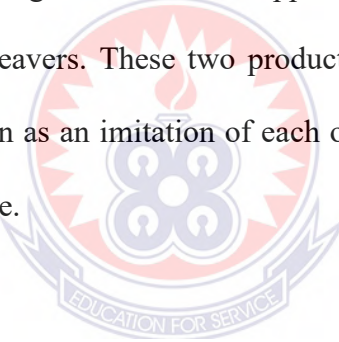 eavers. These two product
n as an imitation of each o
e.
EDUCATION FOR SERVICE